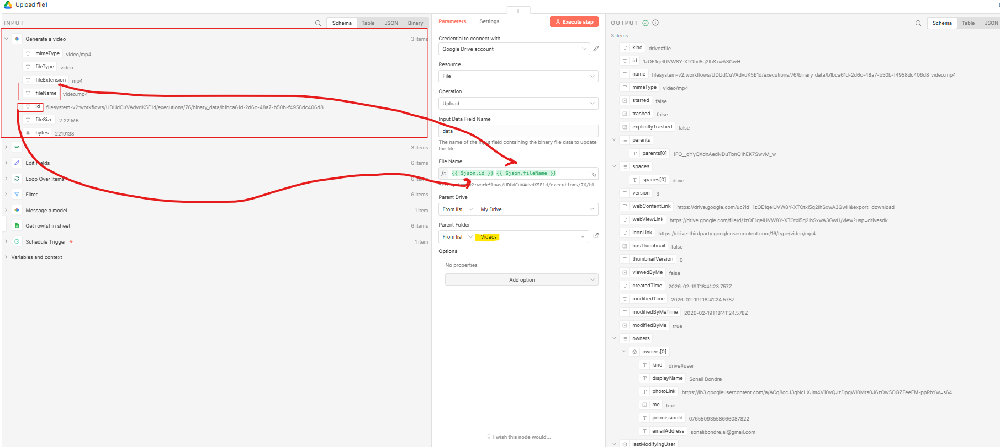 Upload file1
INPUT
Schema
Table
JSON
Binary
Generate a video
3 items
T mimeType video/mp4
T fileType video
T fileExtension mp4
T fileName video.mp4
T id filesystem-v2:workflows/UDUdCuVAdvdK5E1d/executions/76/binary_data/b1bca61d-2d6c-48a7-b50b-f4958dc406d8
T fileSize 2.22 MB
# bytes 2219138
3 items
Edit Fields
6 items
Loop Over Items
6 items
Filter
6 items
Message a model
1 item
Get row(s) in sheet
6 items
Schedule Trigger
1 item
Variables and context
Parameters
Settings
Execute step
Credential to connect with
Google Drive account
Resource
File
Operation
Upload
Input Data Field Name
data
The name of the input field containing the binary file data to update
the file
File Name
fx {{ $json.id }}_{{ $json.fileName }}
filesystem-v2:workflows/UDUdCuVAdvdK5E1d/executions/76/bi…
Parent Drive
From list
My Drive
Parent Folder
From list
Videos
Options
No properties
Add option
I wish this node would...
OUTPUT
Schema
Table
JSON
3 items
T kind drive#file
T id 1zOE1qelUVW8Y-XTOtxI5q2IhSxwA3GwH
T name filesystem-v2:workflows/UDUdCuVAdvdK5E1d/executions/76/binary_data/b1bca61d-2d6c-48a7-b50b-f4958dc406d8_video.mp4
T mimeType video/mp4
starred false
trashed false
explicitlyTrashed false
parents
T parents[0] 1FQ__gYyQXdnAedNDuTbnQ1hEK7SwvM_w
spaces
T spaces[0] drive
T version 3
T webContentLink https://drive.google.com/uc?id=1zOE1qelUVW8Y-XTOtxI5q2IhSxwA3GwH&export=download
T webViewLink https://drive.google.com/file/d/1zOE1qelUVW8Y-XTOtxI5q2IhSxwA3GwH/view?usp=drivesdk
T iconLink https://drive-thirdparty.googleusercontent.com/16/type/video/mp4
hasThumbnail false
T thumbnailVersion 0
viewedByMe false
T createdTime 2026-02-19T18:41:23.757Z
T modifiedTime 2026-02-19T18:41:24.578Z
T modifiedByMeTime 2026-02-19T18:41:24.578Z
modifiedByMe true
owners
owners[0]
T kind drive#user
T displayName Sonali Bondre
T photoLink https://lh3.googleusercontent.com/a/ACg8ocJ3qNcLXJm4V10vQJzDpgWI0Mrs0J6zOw5OGZFeeFM-ppRbYw=s64
me true
T permissionId 07655093558666087822
T emailAddress sonalibondre.ai@gmail.com
lastModifyingUser